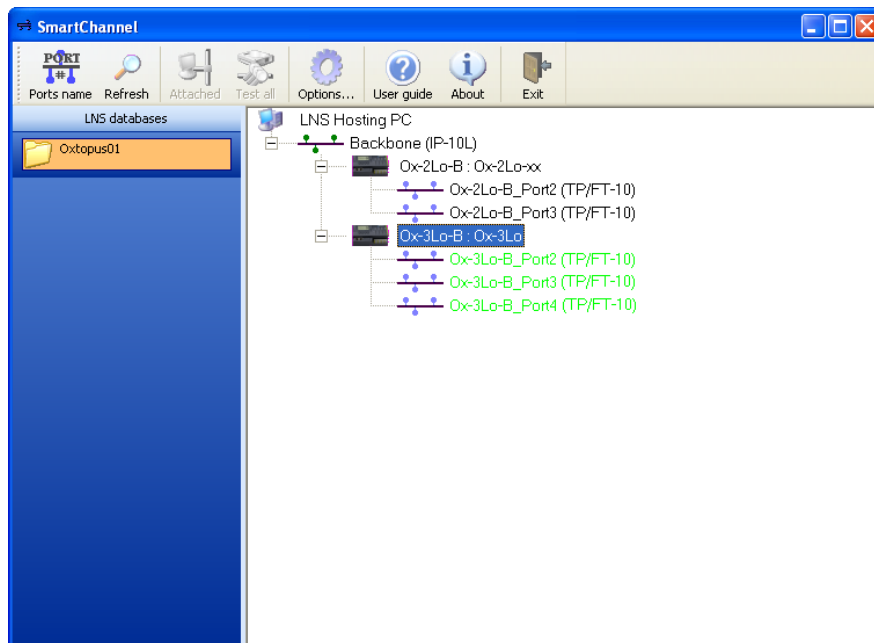 SmartChannel
PORT
#
Ports name Refresh Attached Test all Options... User guide About Exit
LNS databases
Oxtopus01
LNS Hosting PC
Backbone (IP-10L)
Ox-2Lo-B : Ox-2Lo-xx
Ox-2Lo-B_Port2 (TP/FT-10)
Ox-2Lo-B_Port3 (TP/FT-10)
Ox-3Lo-B : Ox-3Lo
Ox-3Lo-B_Port2 (TP/FT-10)
Ox-3Lo-B_Port3 (TP/FT-10)
Ox-3Lo-B_Port4 (TP/FT-10)